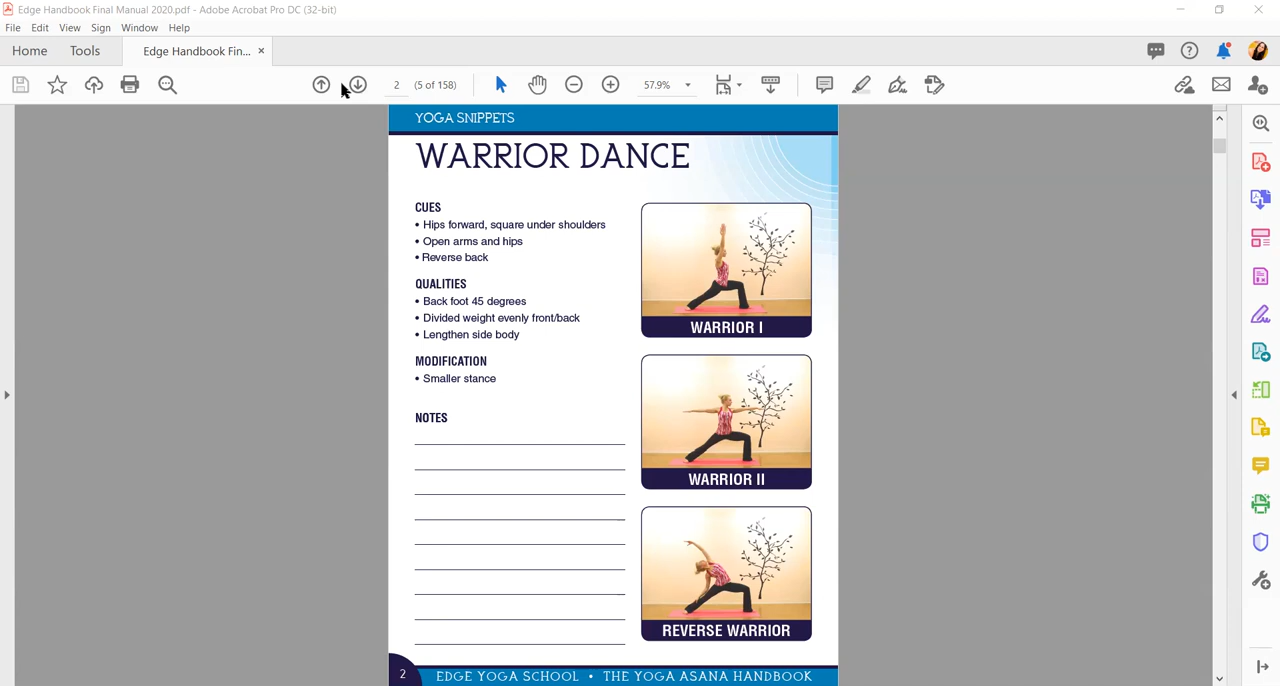 Edge Handbook Final Manual 2020.pdf - Adobe Acrobat Pro DC (32-bit)
File Edit View Sign Window Help
Home Tools Edge Handbook Fin... ×
2 (5 of 158) 57.9%
YOGA SNIPPETS
WARRIOR DANCE
CUES
• Hips forward, square under shoulders
• Open arms and hips
• Reverse back
QUALITIES
• Back foot 45 degrees
• Divided weight evenly front/back
• Lengthen side body
MODIFICATION
• Smaller stance
NOTES
WARRIOR I
WARRIOR II
REVERSE WARRIOR
2 EDGE YOGA SCHOOL • THE YOGA ASANA HANDBOOK